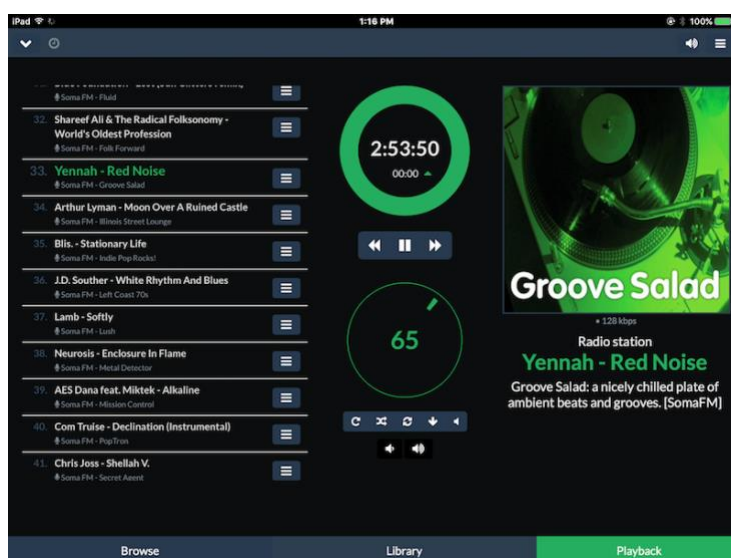 iPad
1:16 PM
100%
Soma FM - Fluid
32. Shareef Ali & The Radical Folksonomy -
World's Oldest Profession
Soma FM - Folk Forward
33. Yennah - Red Noise
Soma FM - Groove Salad
34. Arthur Lyman - Moon Over A Ruined Castle
Soma FM - Illinois Street Lounge
35. Blis. - Stationary Life
Soma FM - Indie Pop Rocks!
36. J.D. Souther - White Rhythm And Blues
Soma FM - Left Coast 70s
37. Lamb - Softly
Soma FM - Lush
38. Neurosis - Enclosure In Flame
Soma FM - Metal Detector
39. AES Dana feat. Miktek - Alkaline
Soma FM - Mission Control
40. Com Truise - Declination (Instrumental)
Soma FM - PopTron
41. Chris Joss - Shellah V.
Soma FM - Secret Agent
2:53:50
00:00
65
Groove Salad
128 kbps
Radio station
Yennah - Red Noise
Groove Salad: a nicely chilled plate of
ambient beats and grooves. [SomaFM]
Browse
Library
Playback